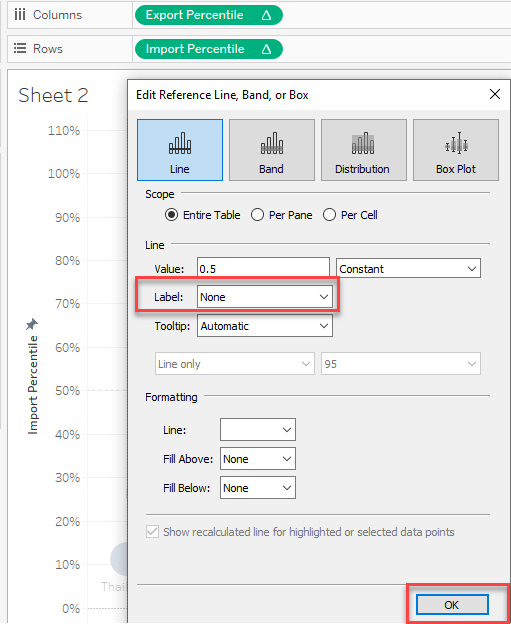 Columns
Export Percentile Δ
Rows
Import Percentile Δ
Sheet 2
Edit Reference Line, Band, or Box
Line
Band
Distribution
Box Plot
Scope
Entire Table
Per Pane
Per Cell
Line
Value:
0.5
Constant
Label:
None
Tooltip:
Automatic
Line only
95
Formatting
Line:
Fill Above:
None
Fill Below:
None
Show recalculated line for highlighted or selected data points
OK
Import Percentile
110%
100%
90%
80%
70%
60%
50%
40%
30%
20%
10%
0%
Thail